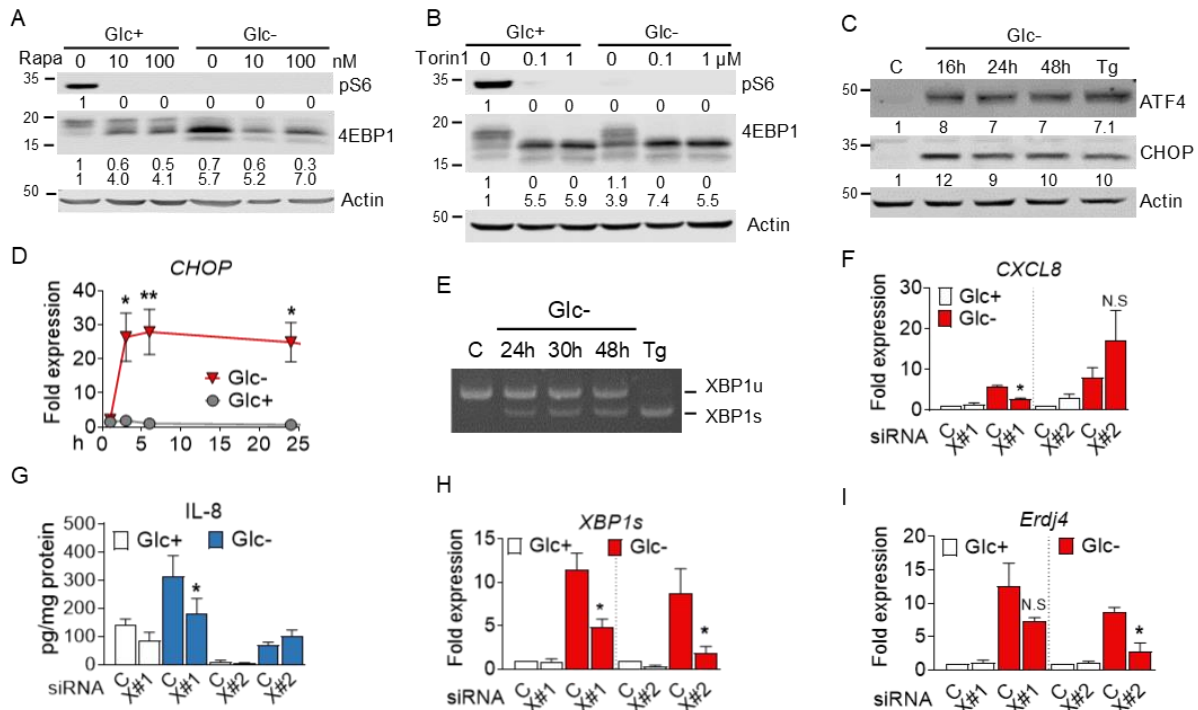 A
Glc+ Glc-
Rapa 0 10 100 0 10 100 nM
35
pS6
1 0 0 0 0 0
20
4EBP1
15
1 0.6 0.5 0.7 0.6 0.3
1 4.0 4.1 5.7 5.2 7.0
50
Actin
B
Glc+ Glc-
Torin1 0 0.1 1 0 0.1 1 µM
35
pS6
1 0 0 0 0 0
20
4EBP1
15
1 0 0 1.1 0 0
1 5.5 5.9 3.9 7.4 5.5
50
Actin
C
Glc-
C 16h 24h 48h Tg
50
ATF4
1 8 7 7 7.1
35
CHOP
1 12 9 10 10
50
Actin
D
CHOP
Fold expression
40
30
20
10
0
* ** *
Glc-
Glc+
h 0 5 10 15 20 25
E
Glc-
C 24h 30h 48h Tg
XBP1u
XBP1s
F
CXCL8
Fold expression
30
20
10
0
Glc+
Glc-
*
N.S
siRNA C X#1 C X#1 C X#2 C X#2
G
IL-8
pg/mg protein
500
400
300
200
100
0
Glc+ Glc-
*
siRNA C X#1 C X#1 C X#2 C X#2
H
XBP1s
Fold expression
15
10
5
0
Glc+ Glc-
* *
siRNA C X#1 C X#1 C X#2 C X#2
I
Erdj4
Fold expression
20
15
10
5
0
Glc+ Glc-
N.S *
siRNA C X#1 C X#1 C X#2 C X#2